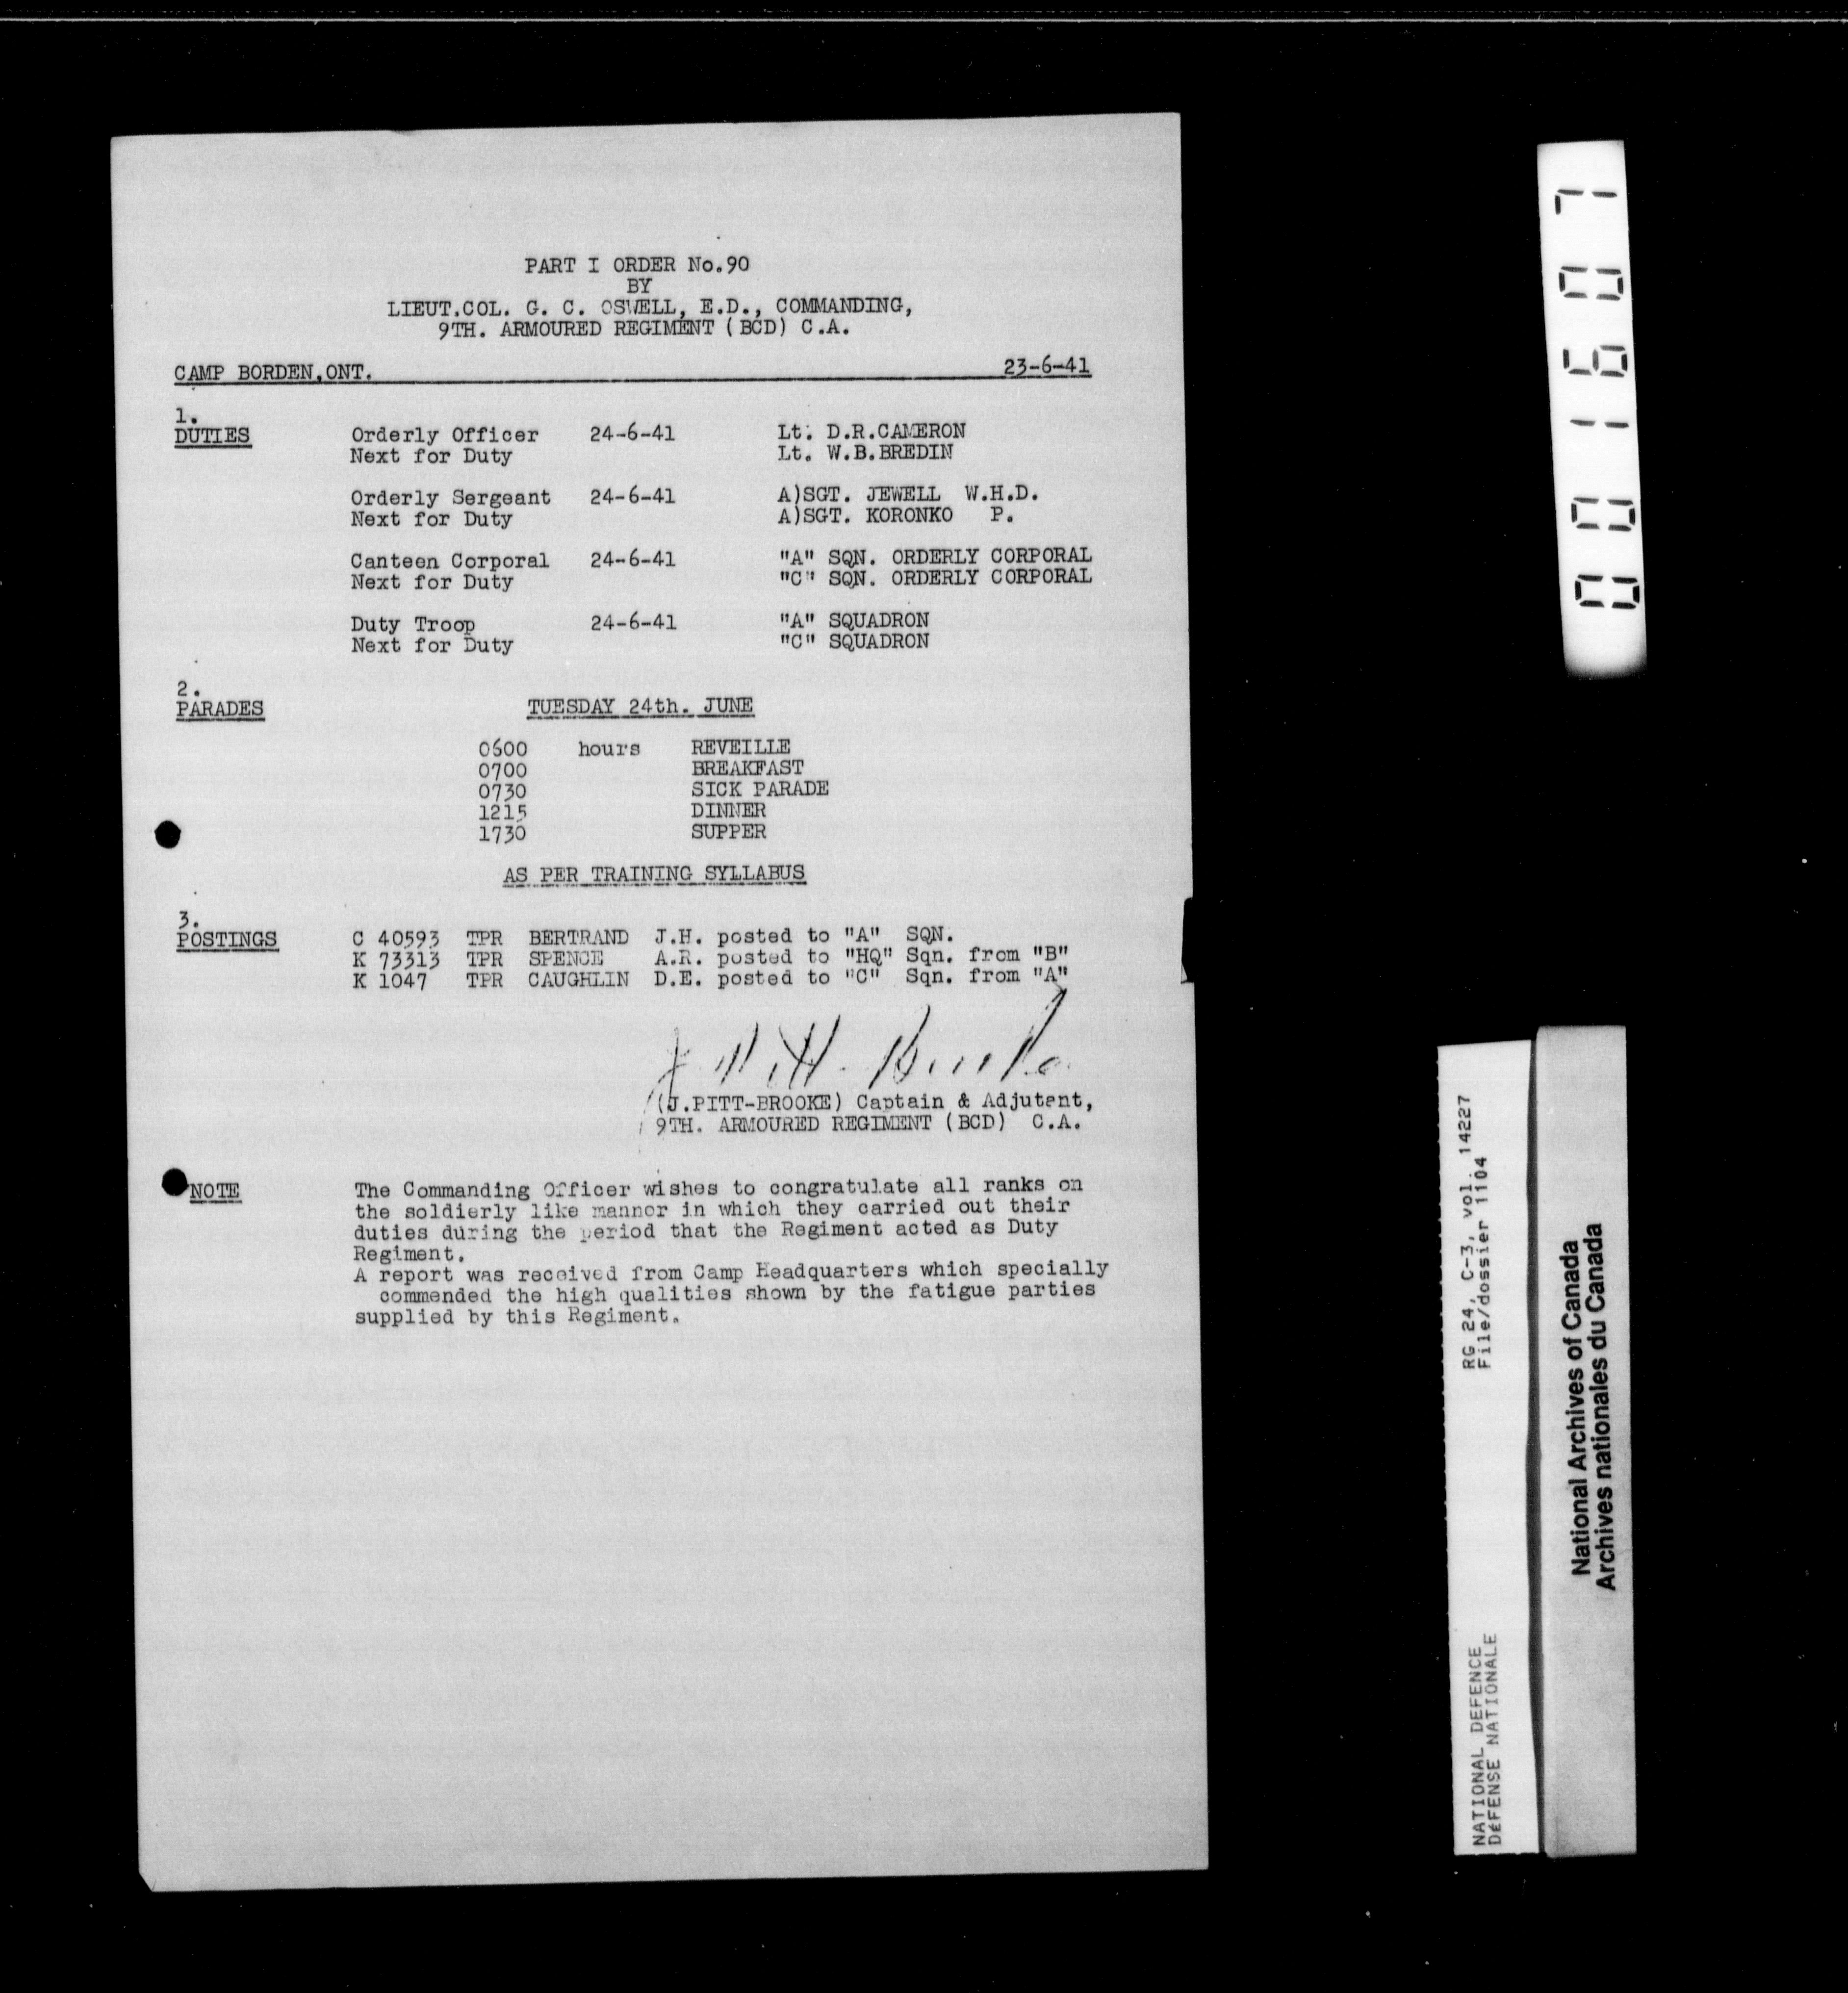 PART I ORDER No.90
BY
LIEUT.COL. G. C. OSWELL, E.D., COMMANDING,
9TH. ARMOURED REGIMENT (BCD) C.A.
CAMP BORDEN,ONT. 23-6-41
1.
DUTIES Orderly Officer 24-6-41 Lt. D.R.CAMERON
Next for Duty Lt. W.B.BREDIN
Orderly Sergeant 24-6-41 A)SGT. JEWELL W.H.D.
Next for Duty A)SGT. KORONKO P.
Canteen Corporal 24-6-41 "A" SQN. ORDERLY CORPORAL
Next for Duty "C" SQN. ORDERLY CORPORAL
Duty Troop 24-6-41 "A" SQUADRON
Next for Duty "C" SQUADRON
2.
PARADES TUESDAY 24th. JUNE
0600 hours REVEILLE
0700 BREAKFAST
0730 SICK PARADE
1215 DINNER
1730 SUPPER
AS PER TRAINING SYLLABUS
3.
POSTINGS C 40593 TPR BERTRAND J.H. posted to "A" SQN.
K 73313 TPR SPENCE A.R. posted to "HQ" Sqn. from "B"
K 1047 TPR CAUGHLIN D.E. posted to "C" Sqn. from "A"
J Pitt-Brooke
(J.PITT-BROOKE) Captain & Adjutant,
9TH. ARMOURED REGIMENT (BCD) C.A.
NOTE The Commanding Officer wishes to congratulate all ranks on
the soldierly like manner in which they carried out their
duties during the period that the Regiment acted as Duty
Regiment.
A report was received from Camp Headquarters which specially
commended the high qualities shown by the fatigue parties
supplied by this Regiment.
0011607
NATIONAL DEFENCE RG 24, C-3, vol. 14227
DÉFENSE NATIONALE File/dossier 1104
National Archives of Canada
Archives nationales du Canada